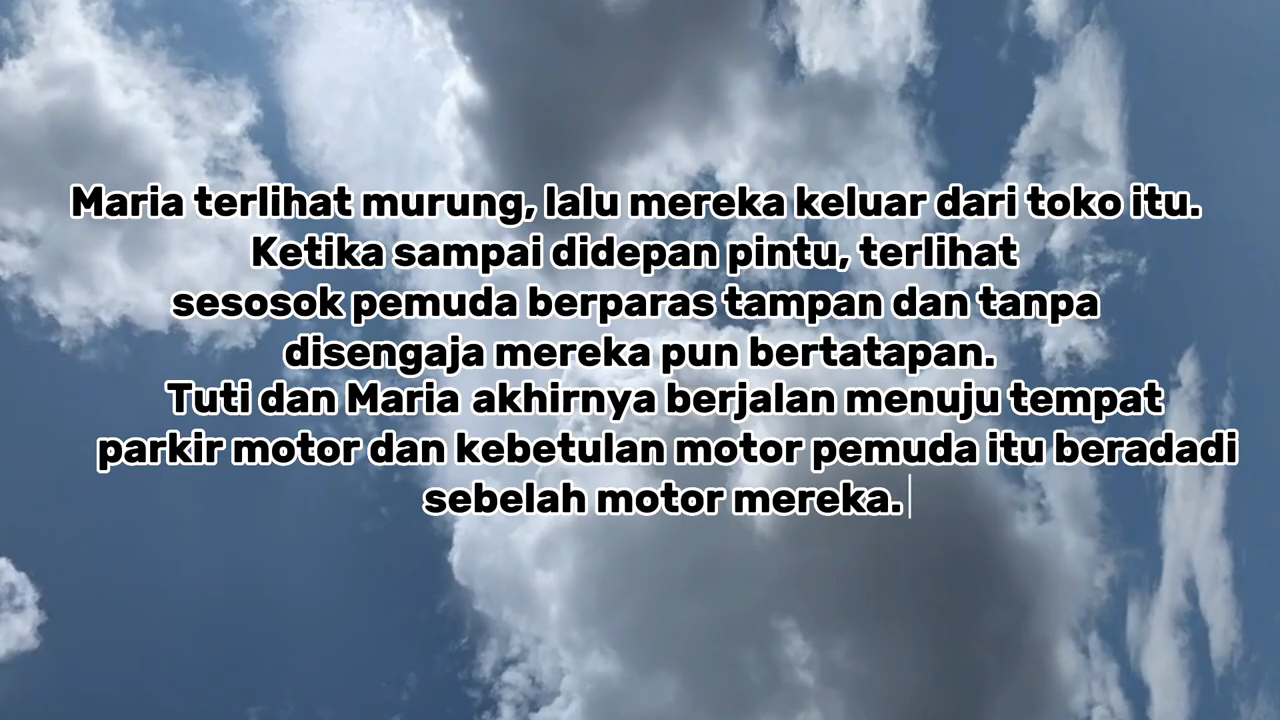 Maria terlihat murung, lalu mereka keluar dari toko itu.
Ketika sampai didepan pintu, terlihat
sesosok pemuda berparas tampan dan tanpa
disengaja mereka pun bertatapan.
Tuti dan Maria akhirnya berjalan menuju tempat
parkir motor dan kebetulan motor pemuda itu beradadi
sebelah motor mereka.